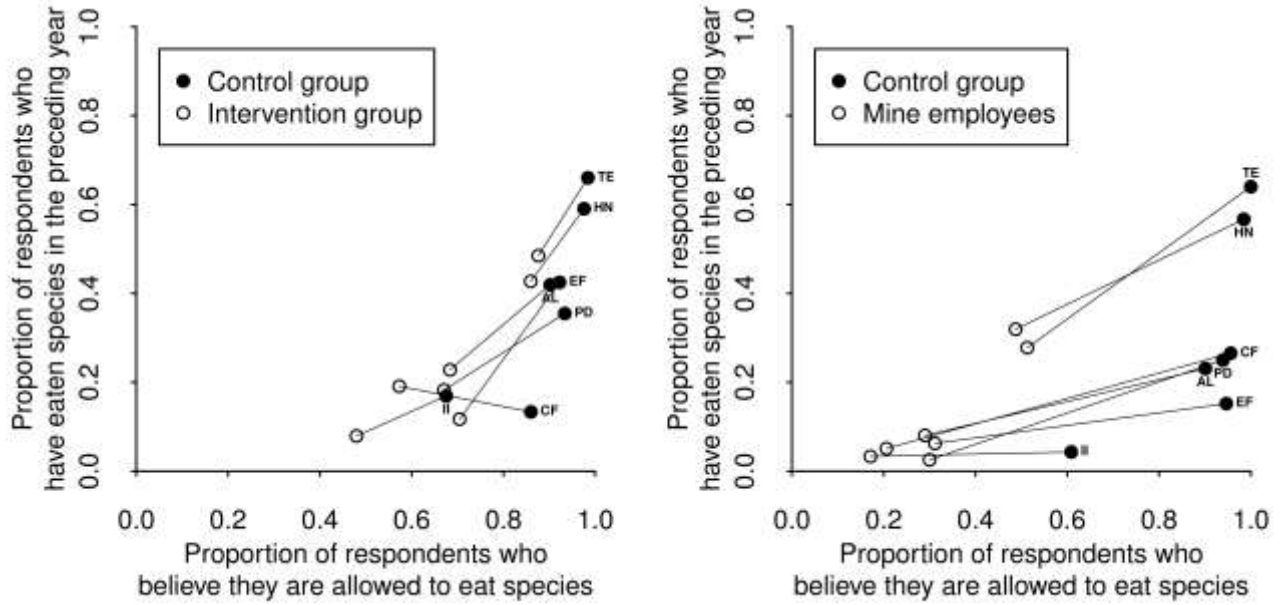 Proportion of respondents who
have eaten species in the preceding year
0.0 0.2 0.4 0.6 0.8 1.0
Control group
Intervention group
TE
HN
EF
AL
PD
II
CF
0.0 0.2 0.4 0.6 0.8 1.0
Proportion of respondents who
believe they are allowed to eat species
Proportion of respondents who
have eaten species in the preceding year
0.0 0.2 0.4 0.6 0.8 1.0
Control group
Mine employees
TE
HN
CF
PD
AL
EF
II
0.0 0.2 0.4 0.6 0.8 1.0
Proportion of respondents who
believe they are allowed to eat species